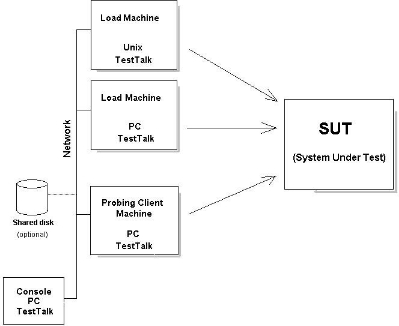 Load Machine
Unix
TestTalk
Load Machine
PC
TestTalk
Network
SUT
(System Under Test)
Probing Client
Machine
PC
TestTalk
Shared disk
(optional)
Console
PC
TestTalk